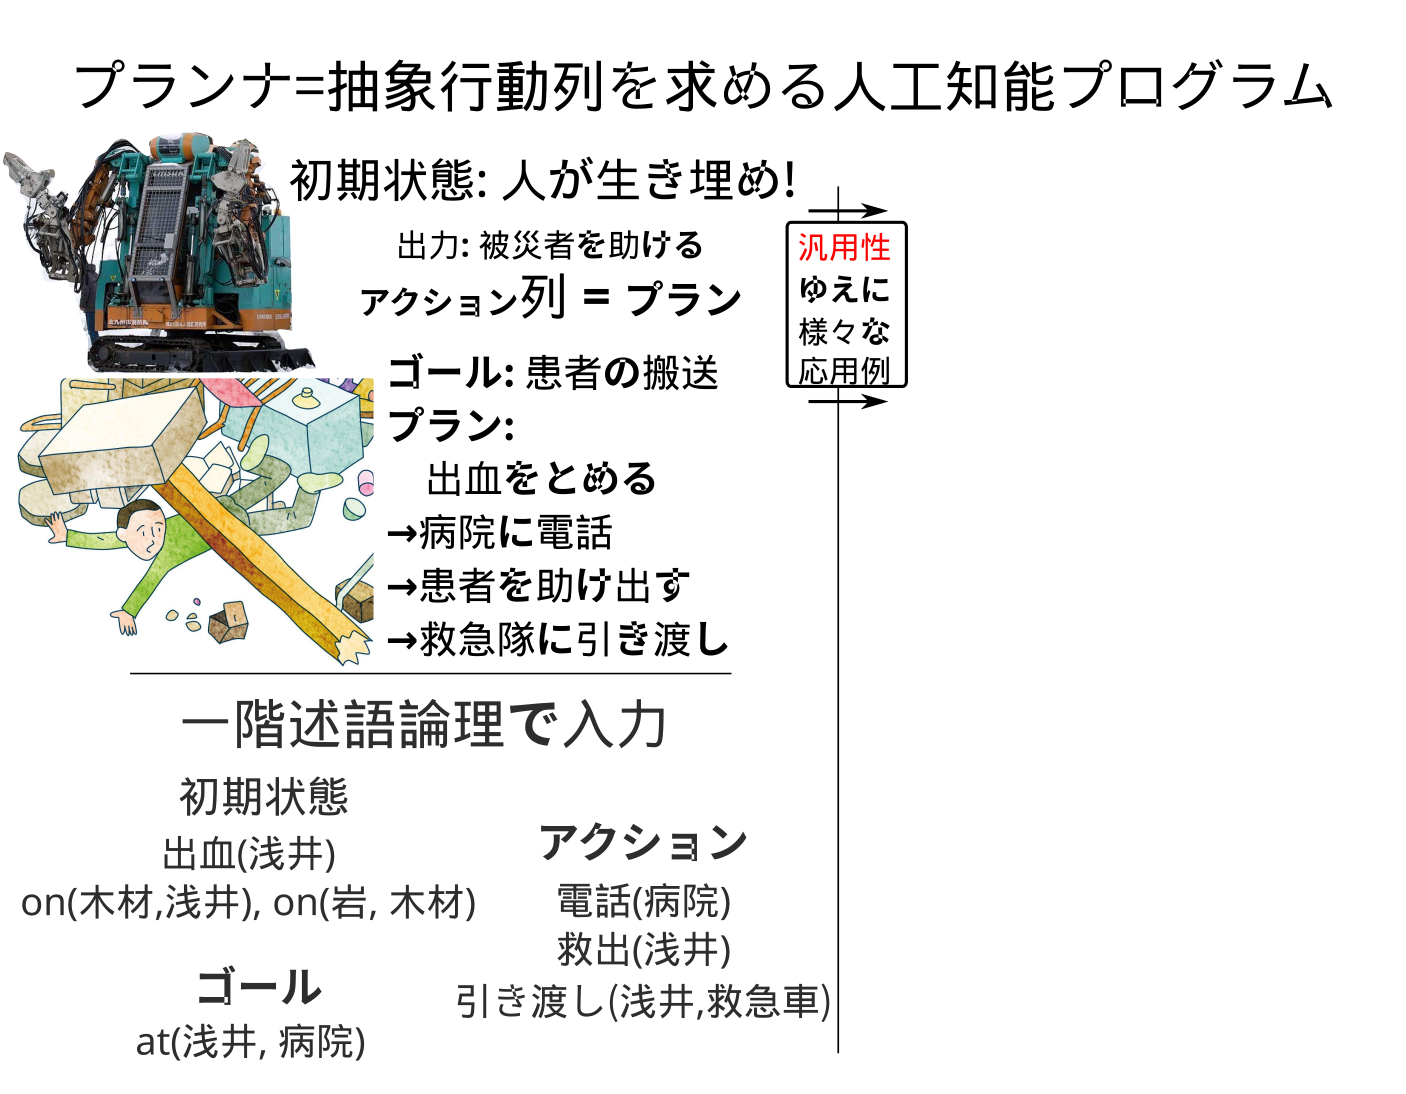 プランナ=抽象行動列を求める人工知能プログラム
初期状態: 人が生き埋め!
出力: 被災者を助ける
アクション列 = プラン
ゴール: 患者の搬送
プラン:
出血をとめる
→病院に電話
→患者を助け出す
→救急隊に引き渡し
汎用性
ゆえに
様々な
応用例
一階述語論理で入力
初期状態
出血(浅井)
on(木材,浅井), on(岩, 木材)
ゴール
at(浅井, 病院)
アクション
電話(病院)
救出(浅井)
引き渡し(浅井,救急車)